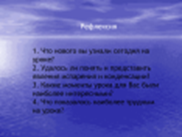 Рефлексия
1. Что нового вы узнали сегодня на
уроке?
2. Удалось ли понять и представить
явления испарения и конденсации?
3. Какие моменты урока для Вас были
наиболее интересными?
4. Что показалось наиболее трудным
на уроке?